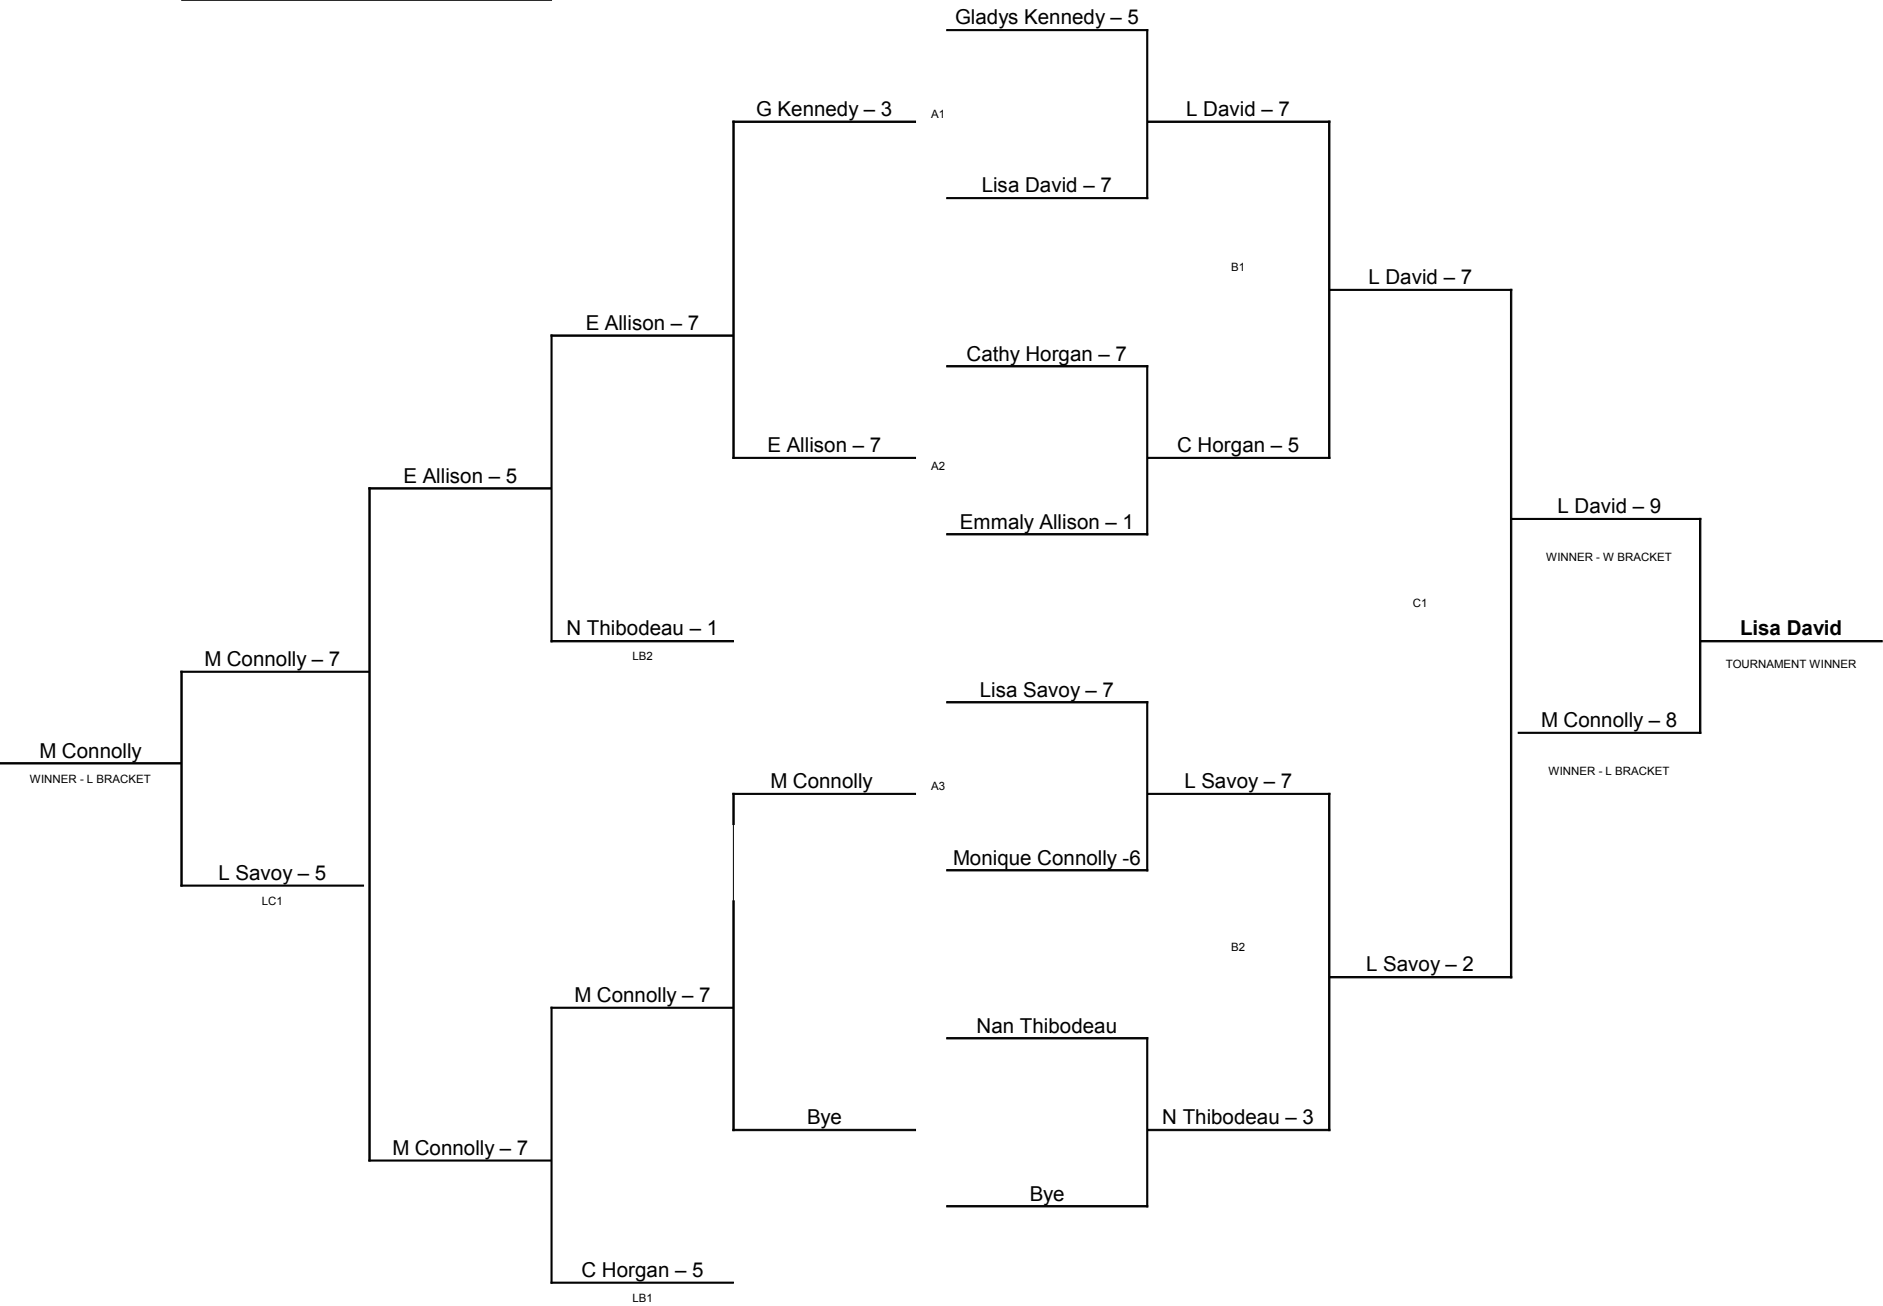 Gladys Kennedy – 5
G Kennedy – 3
A1
L David – 7
Lisa David – 7
B1
L David – 7
E Allison – 7
Cathy Horgan – 7
E Allison – 7
A2
C Horgan – 5
E Allison – 5
L David – 9
Emmaly Allison – 1
WINNER - W BRACKET
C1
N Thibodeau – 1
Lisa David
LB2
M Connolly – 7
TOURNAMENT WINNER
Lisa Savoy – 7
M Connolly – 8
M Connolly
WINNER - L BRACKET
WINNER - L BRACKET
M Connolly
A3
L Savoy – 7
Monique Connolly -6
L Savoy – 5
LC1
B2
L Savoy – 2
M Connolly – 7
Nan Thibodeau
Bye
N Thibodeau – 3
M Connolly – 7
Bye
C Horgan – 5
LB1